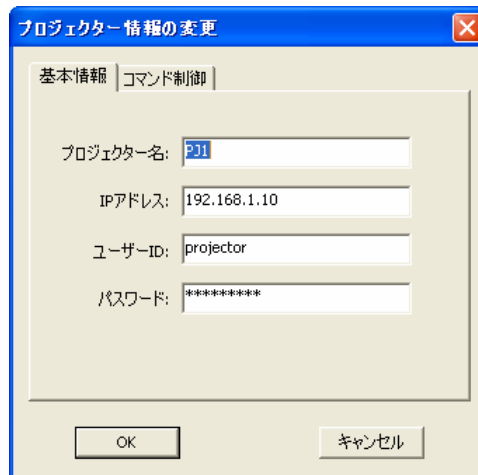 プロジェクター情報の変更
基本情報 コマンド制御
プロジェクター名: PJ1
IPアドレス: 192.168.1.10
ユーザーID: projector
パスワード: *********
OK キャンセル